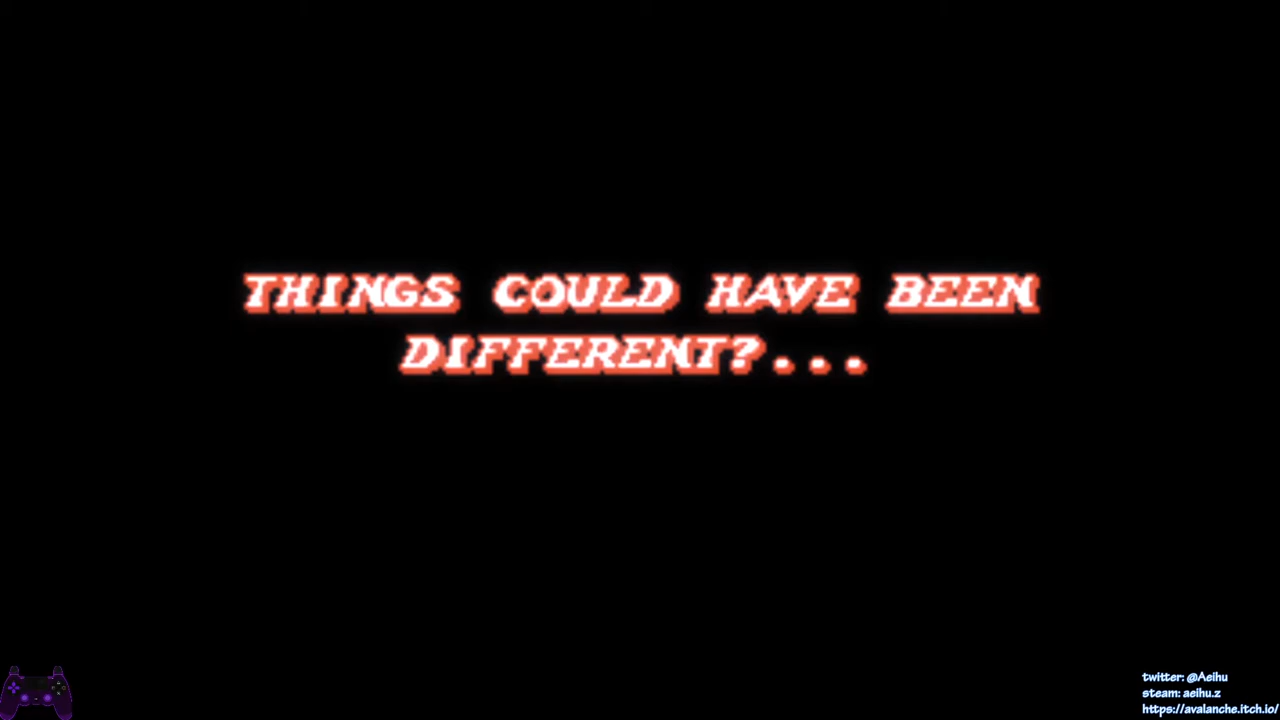 THINGS COULD HAVE BEEN
DIFFERENT?...
twitter: @Aeihu
steam: aeihu.z
https://avalanche.itch.io/